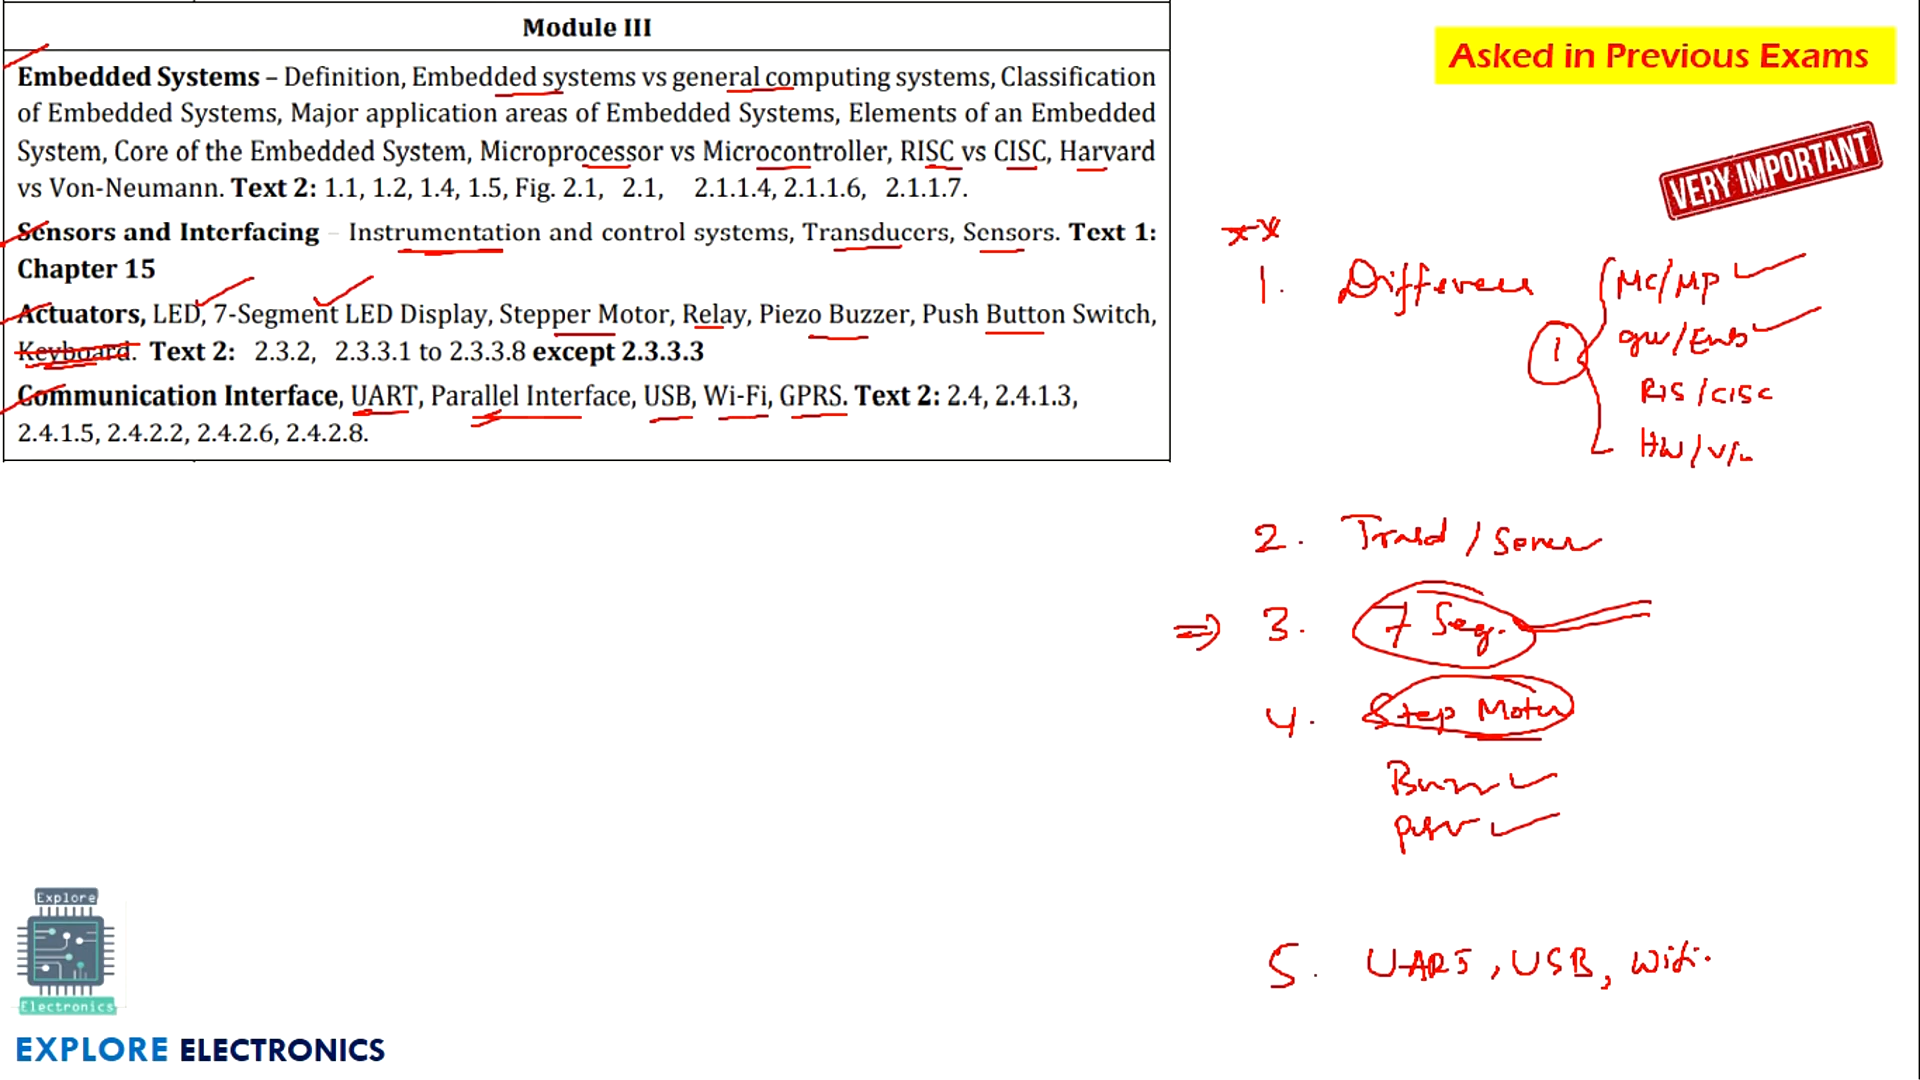 Module III
Embedded Systems – Definition, Embedded systems vs general computing systems, Classification
of Embedded Systems, Major application areas of Embedded Systems, Elements of an Embedded
System, Core of the Embedded System, Microprocessor vs Microcontroller, RISC vs CISC, Harvard
vs Von-Neumann. Text 2: 1.1, 1.2, 1.4, 1.5, Fig. 2.1, 2.1, 2.1.1.4, 2.1.1.6, 2.1.1.7.
Sensors and Interfacing – Instrumentation and control systems, Transducers, Sensors. Text 1:
Chapter 15
Actuators, LED, 7-Segment LED Display, Stepper Motor, Relay, Piezo Buzzer, Push Button Switch,
Keyboard. Text 2: 2.3.2, 2.3.3.1 to 2.3.3.8 except 2.3.3.3
Communication Interface, UART, Parallel Interface, USB, Wi-Fi, GPRS. Text 2: 2.4, 2.4.1.3,
2.4.1.5, 2.4.2.2, 2.4.2.6, 2.4.2.8.
Asked in Previous Exams
VERY IMPORTANT
1.
MC/MP
1
RIS/CISC
2.
3. 7 Seg.
4. Step Motor
5. UART, USB, Wifi.
Explore
Electronics
EXPLORE ELECTRONICS